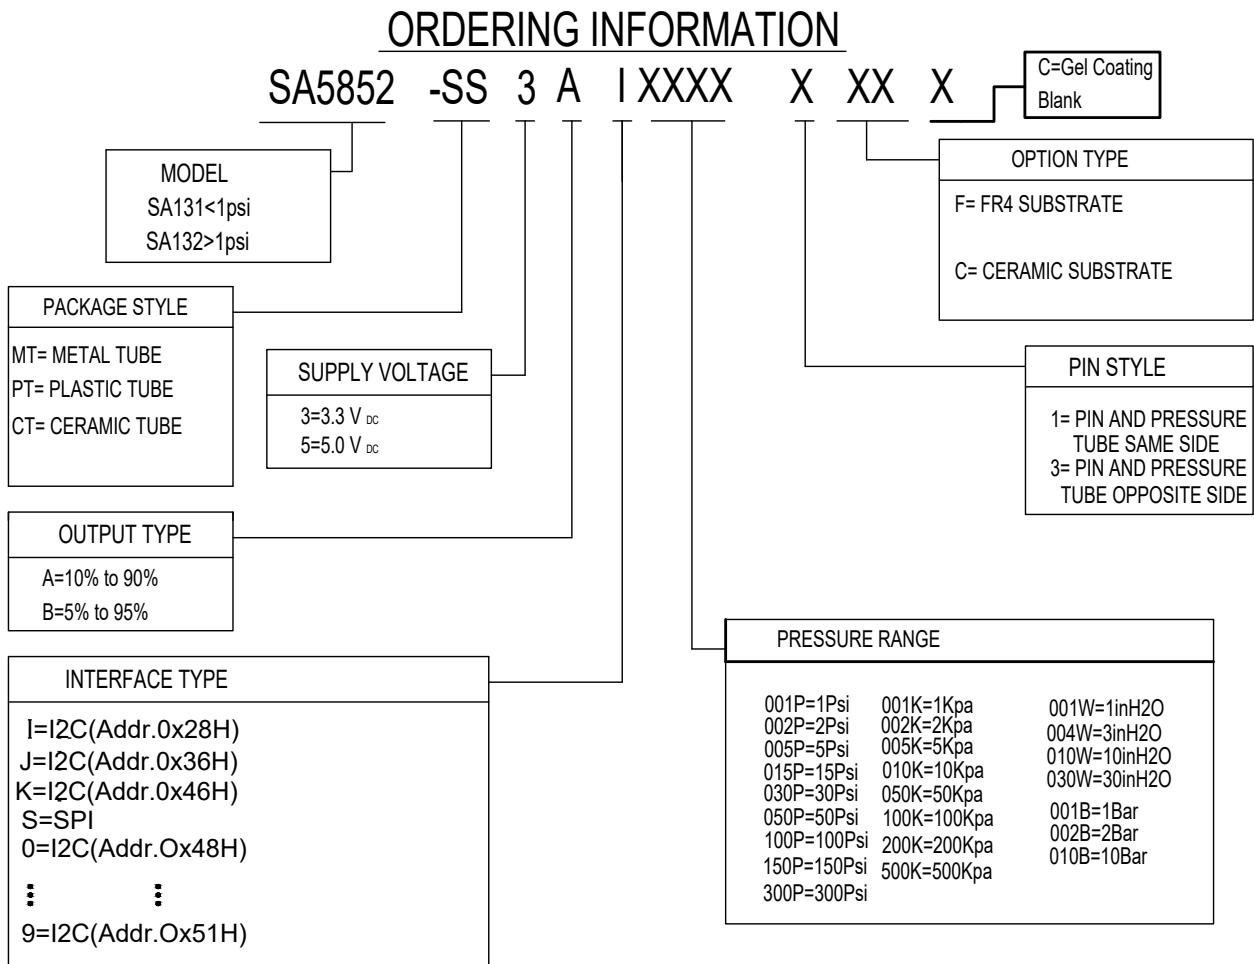 ORDERING INFORMATION
SA5852 -SS 3 A I XXXX X XX X
C=Gel Coating
Blank
MODEL
SA131<1psi
SA132>1psi
OPTION TYPE
F= FR4 SUBSTRATE
C= CERAMIC SUBSTRATE
PACKAGE STYLE
MT= METAL TUBE
PT= PLASTIC TUBE
CT= CERAMIC TUBE
SUPPLY VOLTAGE
3=3.3 V DC
5=5.0 V DC
PIN STYLE
1= PIN AND PRESSURE
TUBE SAME SIDE
3= PIN AND PRESSURE
TUBE OPPOSITE SIDE
OUTPUT TYPE
A=10% to 90%
B=5% to 95%
INTERFACE TYPE
I=I2C(Addr.0x28H)
J=I2C(Addr.0x36H)
K=I2C(Addr.0x46H)
S=SPI
0=I2C(Addr.Ox48H)
9=I2C(Addr.Ox51H)
PRESSURE RANGE
001P=1Psi
002P=2Psi
005P=5Psi
015P=15Psi
030P=30Psi
050P=50Psi
100P=100Psi
150P=150Psi
300P=300Psi
001K=1Kpa
002K=2Kpa
005K=5Kpa
010K=10Kpa
050K=50Kpa
100K=100Kpa
200K=200Kpa
500K=500Kpa
001W=1inH2O
004W=3inH2O
010W=10inH2O
030W=30inH2O
001B=1Bar
002B=2Bar
010B=10Bar